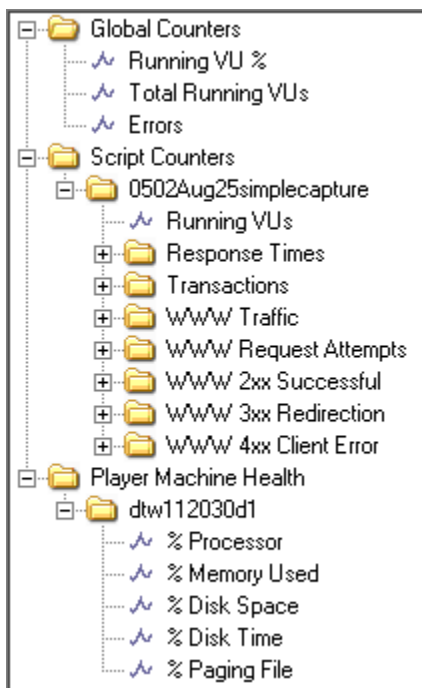 Global Counters
Running VU %
Total Running VUs
Errors
Script Counters
0502Aug25simplecapture
Running VUs
Response Times
Transactions
WWW Traffic
WWW Request Attempts
WWW 2xx Successful
WWW 3xx Redirection
WWW 4xx Client Error
Player Machine Health
dtw112030d1
% Processor
% Memory Used
% Disk Space
% Disk Time
% Paging File